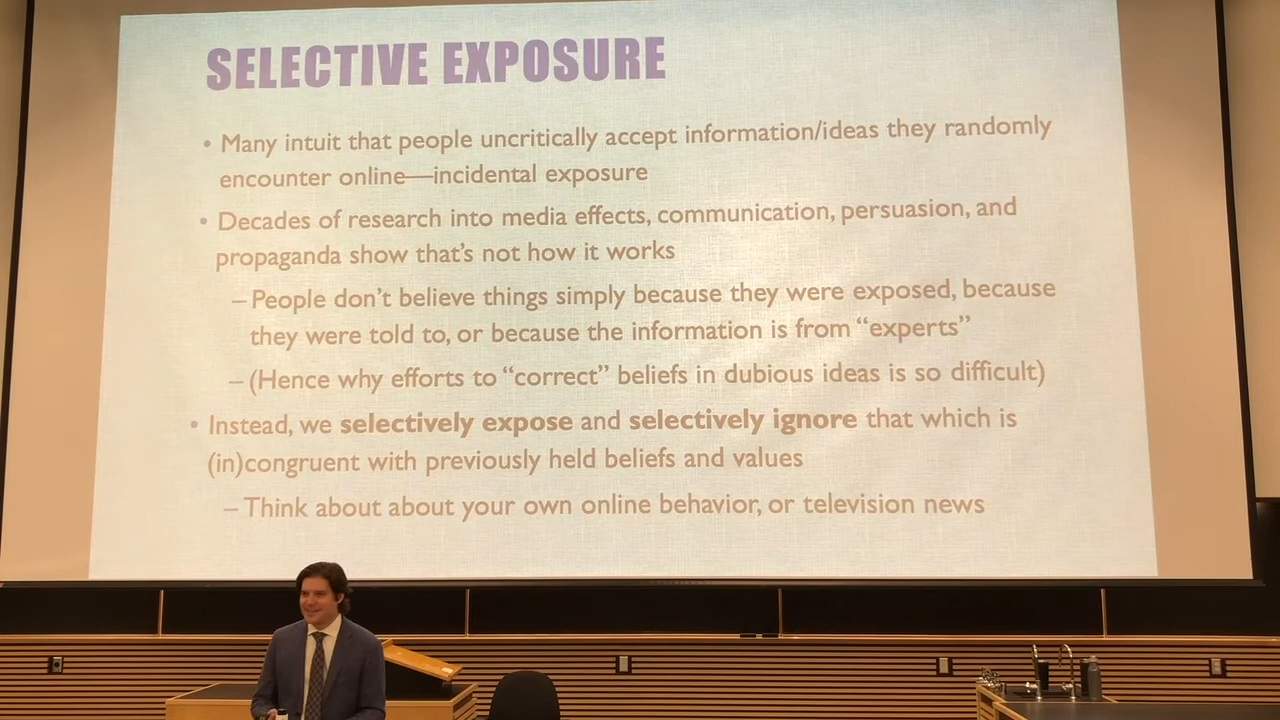 SELECTIVE EXPOSURE
• Many intuit that people uncritically accept information/ideas they randomly
encounter online—incidental exposure
• Decades of research into media effects, communication, persuasion, and
propaganda show that's not how it works
– People don't believe things simply because they were exposed, because
they were told to, or because the information is from “experts”
– (Hence why efforts to “correct” beliefs in dubious ideas is so difficult)
• Instead, we selectively expose and selectively ignore that which is
(in)congruent with previously held beliefs and values
– Think about about your own online behavior, or television news